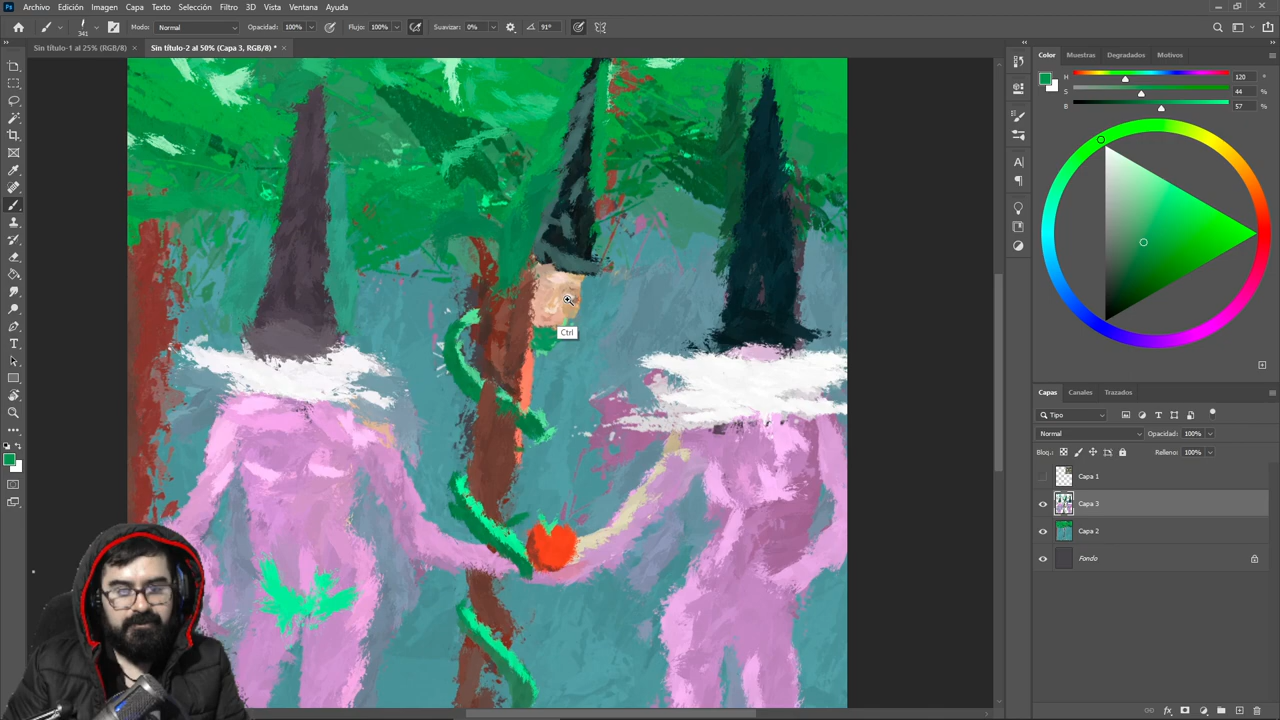 Ps Archivo Edición Imagen Capa Texto Selección Filtro 3D Vista Ventana Ayuda
341 Modo: Normal Opacidad: 100% Flujo: 100% Suavizar: 0% 91°
Sin título-1 al 25% (RGB/8) × Sin título-2 al 50% (Capa 3, RGB/8) * ×
Color Muestras Degradados Motivos
H 120 °
S 44 %
B 57 %
Ctrl
Capas Canales Trazados
Tipo
Normal Opacidad: 100%
Bloq.: Relleno: 100%
Capa 1
Capa 3
Capa 2
Fondo